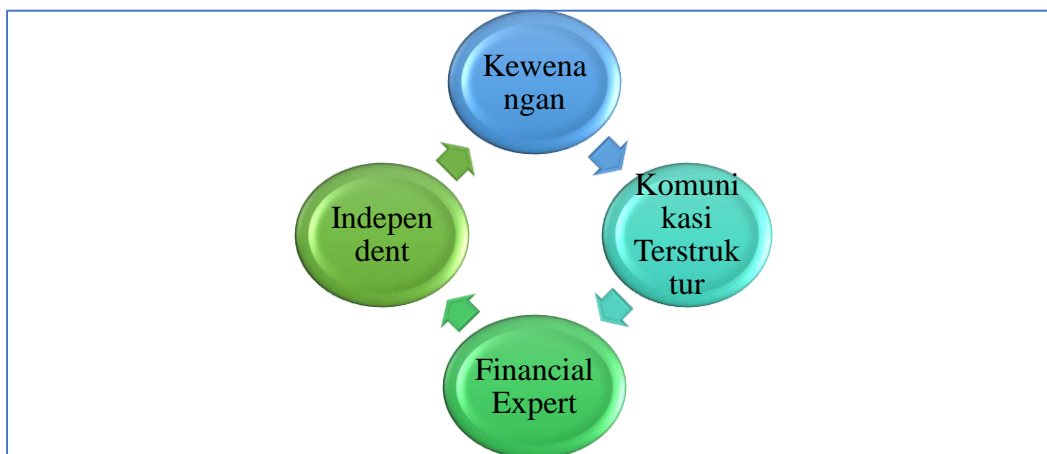 Kewena
ngan
Komuni
kasi
Terstruk
tur
Financial
Expert
Indepen
dent